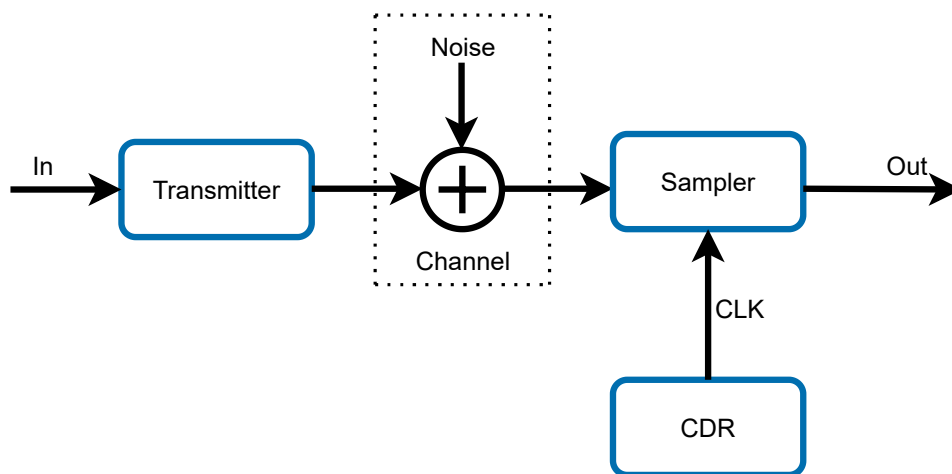 Noise
In
Transmitter
Sampler
Out
Channel
CLK
CDR